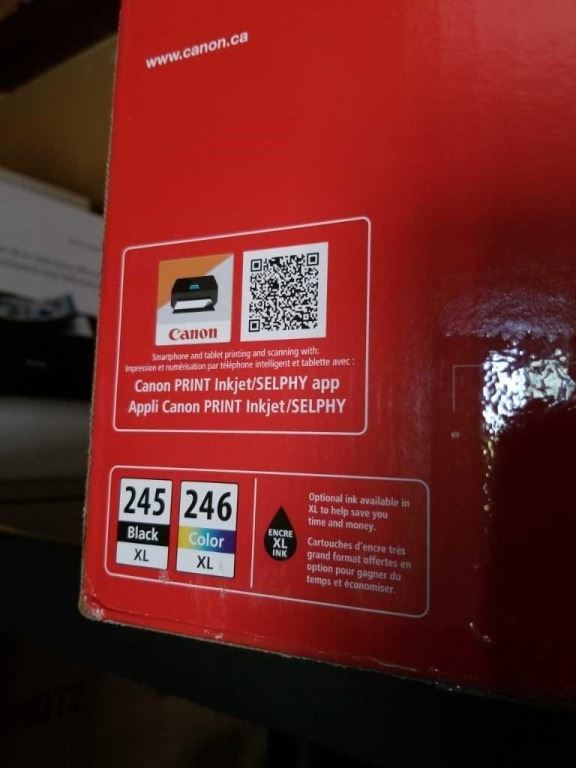 www.canon.ca
Canon
Smartphone and tablet printing and scanning with:
Impression et numérisation par téléphone intelligent et tablette avec :
Canon PRINT Inkjet/SELPHY app
Appli Canon PRINT Inkjet/SELPHY
245
Black
XL
246
Color
XL
ENCRE
XL
INK
Optional ink available in
XL to help save you
time and money.
Cartouches d'encre très
grand format offertes en
option pour gagner du
temps et économiser.